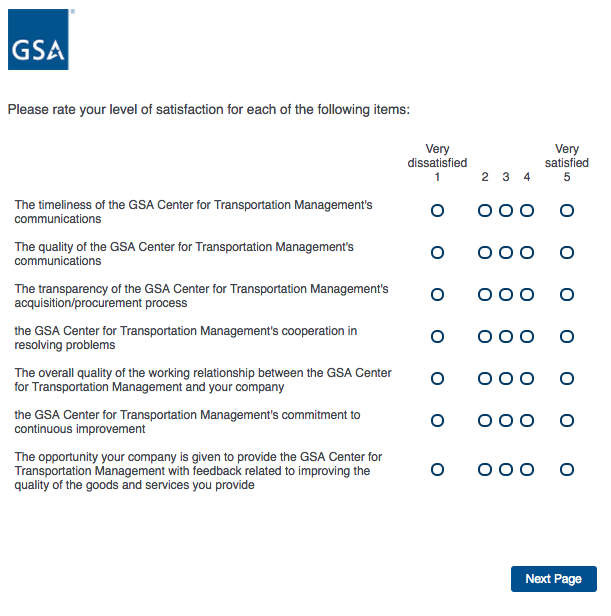 GSA
Please rate your level of satisfaction for each of the following items:
Very
dissatisfied
1
2
3
4
Very
satisfied
5
The timeliness of the GSA Center for Transportation Management's
communications
The quality of the GSA Center for Transportation Management's
communications
The transparency of the GSA Center for Transportation Management's
acquisition/procurement process
the GSA Center for Transportation Management's cooperation in
resolving problems
The overall quality of the working relationship between the GSA Center
for Transportation Management and your company
the GSA Center for Transportation Management's commitment to
continuous improvement
The opportunity your company is given to provide the GSA Center for
Transportation Management with feedback related to improving the
quality of the goods and services you provide
Next Page